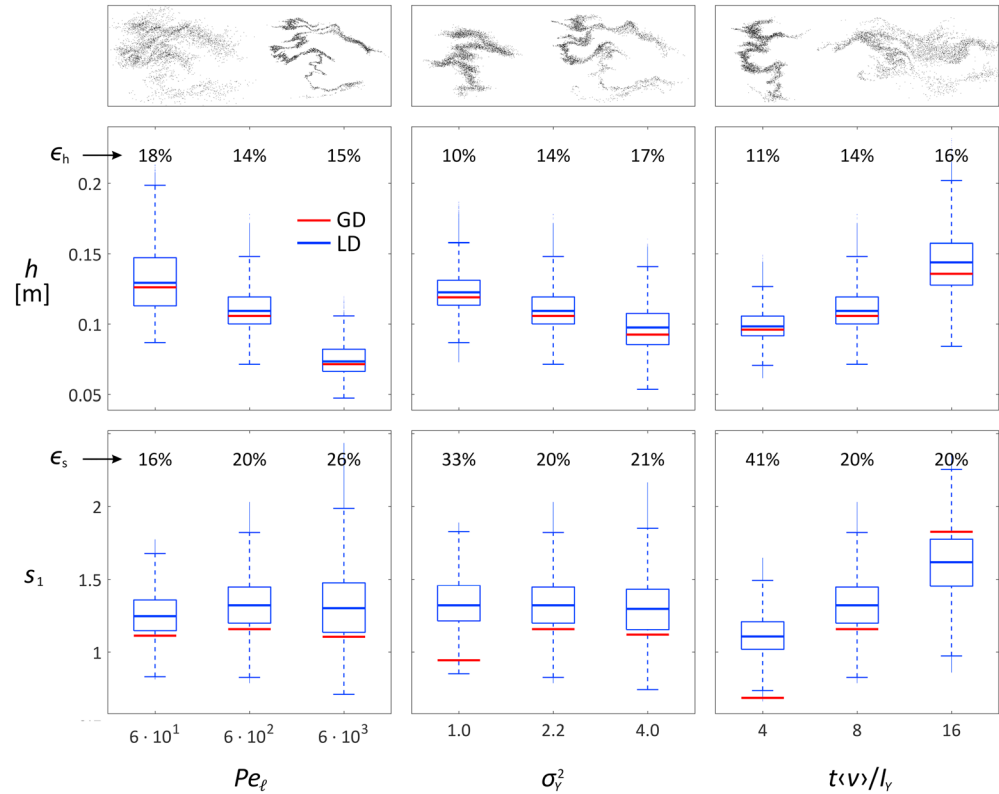 ϵh → 18% 14% 15% 10% 14% 17% 11% 14% 16%
0.2
GD
LD
0.15
h
[m]
0.1
0.05
ϵs → 16% 20% 26% 33% 20% 21% 41% 20% 20%
2
s1
1.5
1
6 · 10¹ 6 · 10² 6 · 10³ 1.0 2.2 4.0 4 8 16
Peℓ σ²Y t‹v›/IY